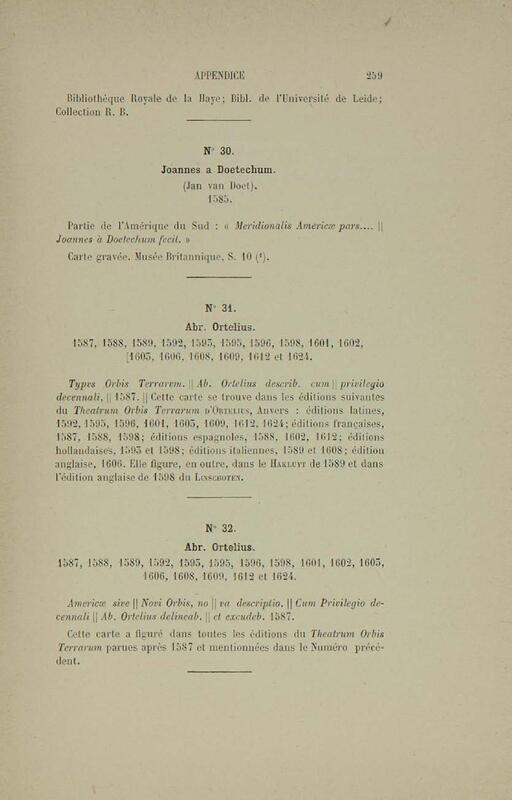 APPENDICE 259
Bibliothèque Royale de la Haye; Bibl. de l'Université de Leide;
Collection R. B.
N° 30.
Joannes a Doetechum.
(Jan van Doet).
1585.
Partie de l'Amérique du Sud : « Meridionalis Americæ pars.... ||
Joannes à Doetechum fecit. »
Carte gravée. Musée Britannique, S. 10 (¹).
N° 31.
Abr. Ortelius.
1587, 1588, 1589, 1592, 1593, 1595, 1596, 1598, 1601, 1602,
[1603, 1606, 1608, 1609, 1612 et 1624.
Typvs Orbis Terrarvm. || Ab. Ortelius describ. cum || privilegio
decennali, || 1587. || Cette carte se trouve dans les éditions suivantes
du Theatrum Orbis Terrarum d'Ortelius, Anvers : éditions latines,
1592, 1595, 1596, 1601, 1603, 1609, 1612, 1624; éditions françaises,
1587, 1588, 1598; éditions espagnoles, 1588, 1602, 1612; éditions
hollandaises, 1593 et 1598; éditions italiennes, 1589 et 1608; édition
anglaise, 1606. Elle figure, en outre, dans le Hakluyt de 1589 et dans
l'édition anglaise de 1598 du Linschoten.
N° 32.
Abr. Ortelius.
1587, 1588, 1589, 1592, 1593, 1595, 1596, 1598, 1601, 1602, 1603,
1606, 1608, 1609, 1612 et 1624.
Americæ sive || Novi Orbis, no || va descriptio. || Cum Privilegio de-
cennali || Ab. Ortelius delineab. || et excudeb. 1587.
Cette carte a figuré dans toutes les éditions du Theatrum Orbis
Terrarum parues après 1587 et mentionnées dans le Numéro précé-
dent.